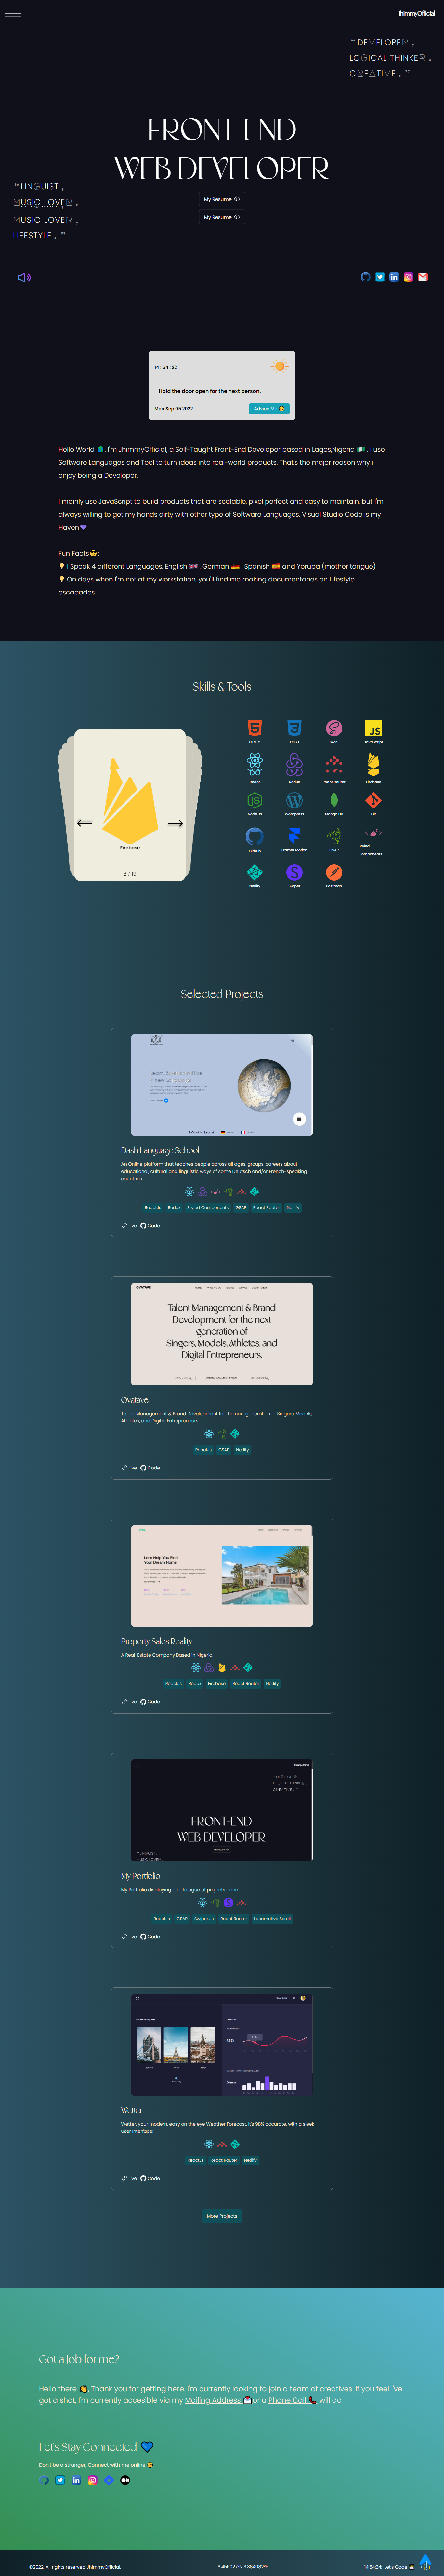 JhimmyOfficial
“ DEVELOPER ,
LOGICAL THINKER ,
CREATIVE . ”
FRONT-END
WEB DEVELOPER
“ LINGUIST ,
MUSIC LOVER ,
MUSIC LOVER ,
LIFESTYLE . ”
My Resume
My Resume
14 : 54 : 22
Hold the door open for the next person.
Mon Sep 05 2022
Advice Me
Hello World 🌍, I'm JhimmyOfficial, a Self-Taught Front-End Developer based in Lagos,Nigeria 🇳🇬 . I use
Software Languages and Tool to turn ideas into real-world products. That's the major reason why I
enjoy being a Developer.
I mainly use JavaScript to build products that are scalable, pixel perfect and easy to maintain, but I'm
always willing to get my hands dirty with other type of Software Languages. Visual Studio Code is my
Haven 💜
Fun Facts 😎 :
💡 I Speak 4 different Languages, English 🇬🇧 , German 🇩🇪 , Spanish 🇪🇸 and Yoruba (mother tongue)
💡 On days when I'm not at my workstation, you'll find me making documentaries on Lifestyle
escapades.
Skills & Tools
Firebase
8 / 19
HTML5
CSS3
SASS
JavaScript
JS
React
Redux
React Router
Firebase
Node Js
Wordpress
Mongo DB
Git
Github
Framer Motion
GSAP
Styled-
Components
Netlify
Swiper
Postman
Selected Projects
I Want to Learn?
Dash Language School
An Online platform that teaches people across all ages, groups, careers about
educational, cultural and linguistic ways of some Deutsch and/or French-speaking
countries
ReactJs Redux Styled Components GSAP React Router Netlify
Live Code
Talent Management & Brand
Development for the next
generation of
Singers, Models, Athletes, and
Digital Entrepreneurs.
Ovatave
Talent Management & Brand Development for the next generation of Singers, Models,
Athletes, and Digital Entrepreneurs.
ReactJs GSAP Netlify
Live Code
Let's Help You Find
Your Dream Home
Property Sales Reality
A Real-Estate Company Based in Nigeria.
ReactJs Redux Firebase React Router Netlify
Live Code
“ DEVELOPER ,
LOGICAL THINKER ,
CREATIVE . ”
FRONT-END
WEB DEVELOPER
“ LINGUIST ,
MUSIC LOVER ,
My Portfolio
My Portfolio displaying a catalogue of projects done
ReactJs GSAP Swiper Js React Router Locomotive Scroll
Live Code
Wetter
Wetter, your modern, easy on the eye Weather Forecast. It's 98% accurate, with a sleek
User Interface!
ReactJs React Router Netlify
Live Code
More Projects
Got a Job for me?
Hello there 👋, Thank you for getting here. I'm currently looking to join a team of creatives. If you feel I've
got a shot, I'm currently accesible via my Mailing Address 📩 or a Phone Call 📞 will do
Let's Stay Connected 💙
Don't be a stranger, Connect with me online
©2022. All rights reserved JhimmyOfficial.
6.455027°N 3.384082°E
14:54:34: Let's Code